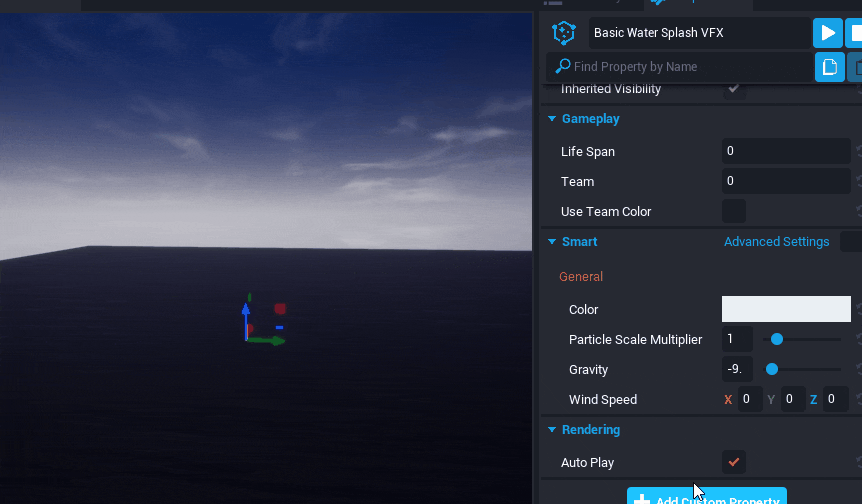 Basic Water Splash VFX
Find Property by Name
Inherited Visibility
Gameplay
Life Span 0
Team 0
Use Team Color
Smart Advanced Settings
General
Color
Particle Scale Multiplier 1
Gravity -9.
Wind Speed X 0 Y 0 Z 0
Rendering
Auto Play
Add Custom Property